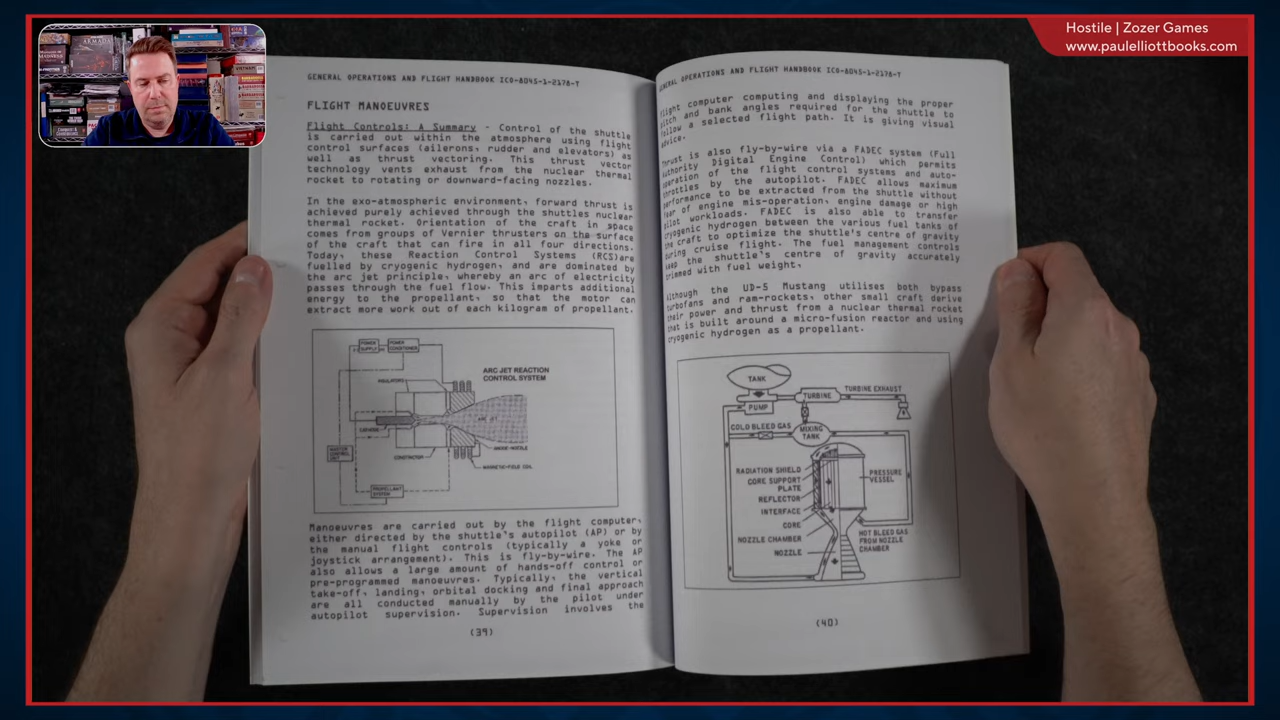 Hostile | Zozer Games
www.paulelliottbooks.com
GENERAL OPERATIONS AND FLIGHT HANDBOOK ICO-8045-1-2178-T
FLIGHT MANOEUVRES
Flight Controls: A Summary - Control of the shuttle
is carried out within the atmosphere using flight
control surfaces (ailerons, rudder and elevators) as
well as thrust vectoring. This thrust vector
technology vents exhaust from the nuclear thermal
rocket to rotating or downward-facing nozzles.
In the exo-atmospheric environment, forward thrust is
achieved purely achieved through the shuttles nuclear
thermal rocket. Orientation of the craft in space
comes from groups of Vernier thrusters on the surface
of the craft that can fire in all four directions.
Today, these Reaction Control Systems (RCS)are
fuelled by cryogenic hydrogen, and are dominated by
the arc jet principle, whereby an arc of electricity
passes through the fuel flow. This imparts additional
energy to the propellant, so that the motor can
extract more work out of each kilogram of propellant.
POWER
SUPPLY
POWER
CONDITIONER
INSULATORS
ARC JET REACTION
CONTROL SYSTEM
ARC JET
CATHODE
CONSTRICTOR
ANODE-NOZZLE
MAGNETIC-FIELD COIL
PROPELLANT
SYSTEM
Manoeuvres are carried out by the flight computer,
either directed by the shuttle's autopilot (AP) or by
the manual flight controls (typically a yoke or
joystick arrangement). This is fly-by-wire. The AP
also allows a large amount of hands-off control or
pre-programmed manoeuvres. Typically, the vertical
take-off, landing, orbital docking and final approach
are all conducted manually by the pilot under
autopilot supervision. Supervision involves the
(39)
GENERAL OPERATIONS AND FLIGHT HANDBOOK ICO-8045-1-2178-T
flight computer computing and displaying the proper
pitch and bank angles required for the shuttle to
follow a selected flight path. It is giving visual
advice.
Thrust is also fly-by-wire via a FADEC system (Full
Authority Digital Engine Control) which permits
operation of the flight control systems and auto-
throttles by the autopilot. FADEC allows maximum
performance to be extracted from the shuttle without
fear of engine mis-operation, engine damage or high
pilot workloads. FADEC is also able to transfer
cryogenic hydrogen between the various fuel tanks of
the craft to optimize the shuttle's centre of gravity
during cruise flight. The fuel management controls
keep the shuttle's centre of gravity accurately
trimmed with fuel weight.
Although the UD-5 Mustang utilises both bypass
turbofans and ram-rockets, other small craft derive
their power and thrust from a nuclear thermal rocket
that is built around a micro-fusion reactor and using
cryogenic hydrogen as a propellant.
TANK
TURBINE EXHAUST
TURBINE
PUMP
COLD BLEED GAS
MIXING
TANK
RADIATION SHIELD
CORE SUPPORT
PLATE
REFLECTOR
INTERFACE
CORE
NOZZLE CHAMBER
NOZZLE
PRESSURE
VESSEL
HOT BLEED GAS
FROM NOZZLE
CHAMBER
(40)